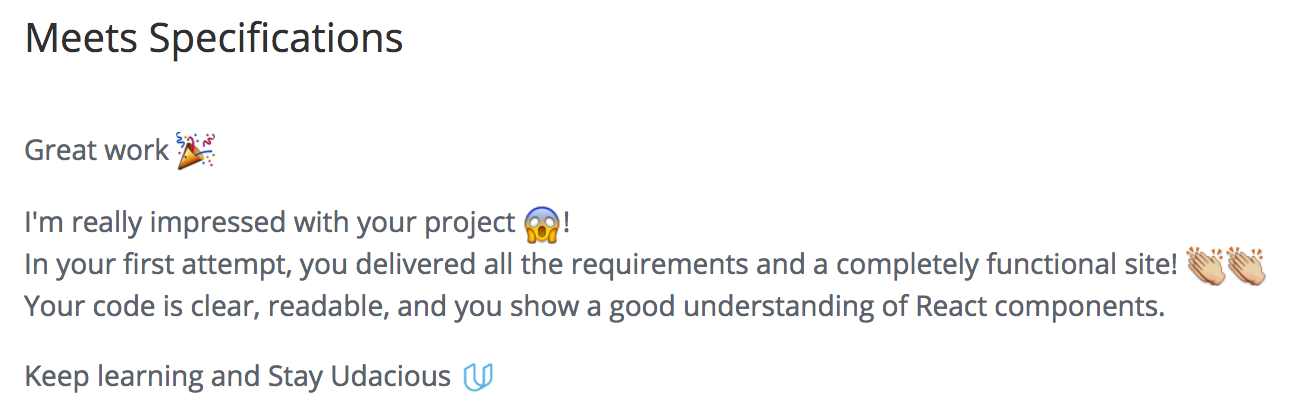 Meets Specifications
Great work 🎉
I'm really impressed with your project 😱!
In your first attempt, you delivered all the requirements and a completely functional site! 👏👏
Your code is clear, readable, and you show a good understanding of React components.
Keep learning and Stay Udacious